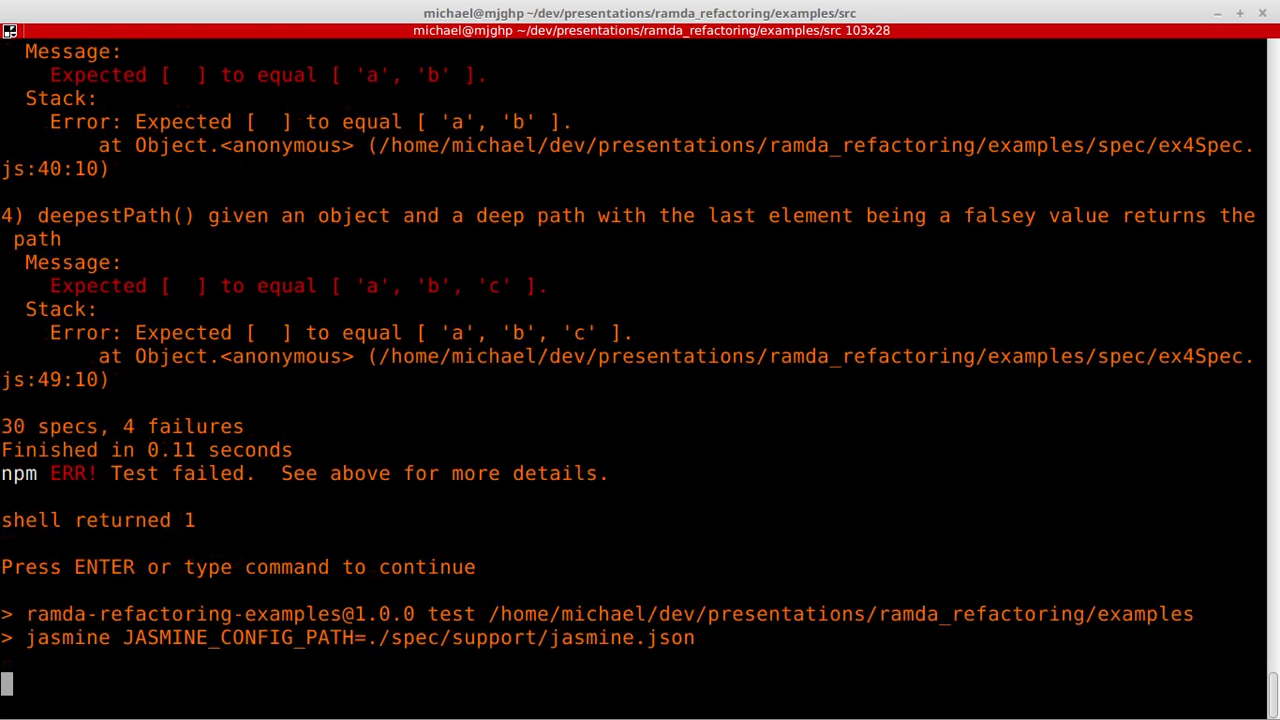 michael@mjghp ~/dev/presentations/ramda_refactoring/examples/src
michael@mjghp ~/dev/presentations/ramda_refactoring/examples/src 103x28
Message:
Expected [  ] to equal [ 'a', 'b' ].
Stack:
Error: Expected [  ] to equal [ 'a', 'b' ].
at Object.<anonymous> (/home/michael/dev/presentations/ramda_refactoring/examples/spec/ex4Spec.
js:40:10)
4) deepestPath() given an object and a deep path with the last element being a falsey value returns the
path
Message:
Expected [  ] to equal [ 'a', 'b', 'c' ].
Stack:
Error: Expected [  ] to equal [ 'a', 'b', 'c' ].
at Object.<anonymous> (/home/michael/dev/presentations/ramda_refactoring/examples/spec/ex4Spec.
js:49:10)
30 specs, 4 failures
Finished in 0.11 seconds
npm ERR! Test failed.  See above for more details.
shell returned 1
Press ENTER or type command to continue
> ramda-refactoring-examples@1.0.0 test /home/michael/dev/presentations/ramda_refactoring/examples
> jasmine JASMINE_CONFIG_PATH=./spec/support/jasmine.json